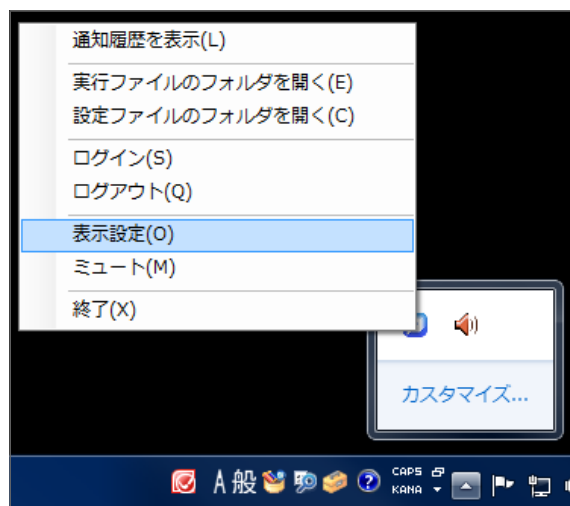 通知履歴を表示(L)
実行ファイルのフォルダを開く(E)
設定ファイルのフォルダを開く(C)
ログイン(S)
ログアウト(Q)
表示設定(O)
ミュート(M)
終了(X)
カスタマイズ...
A 般 CAPS
KANA